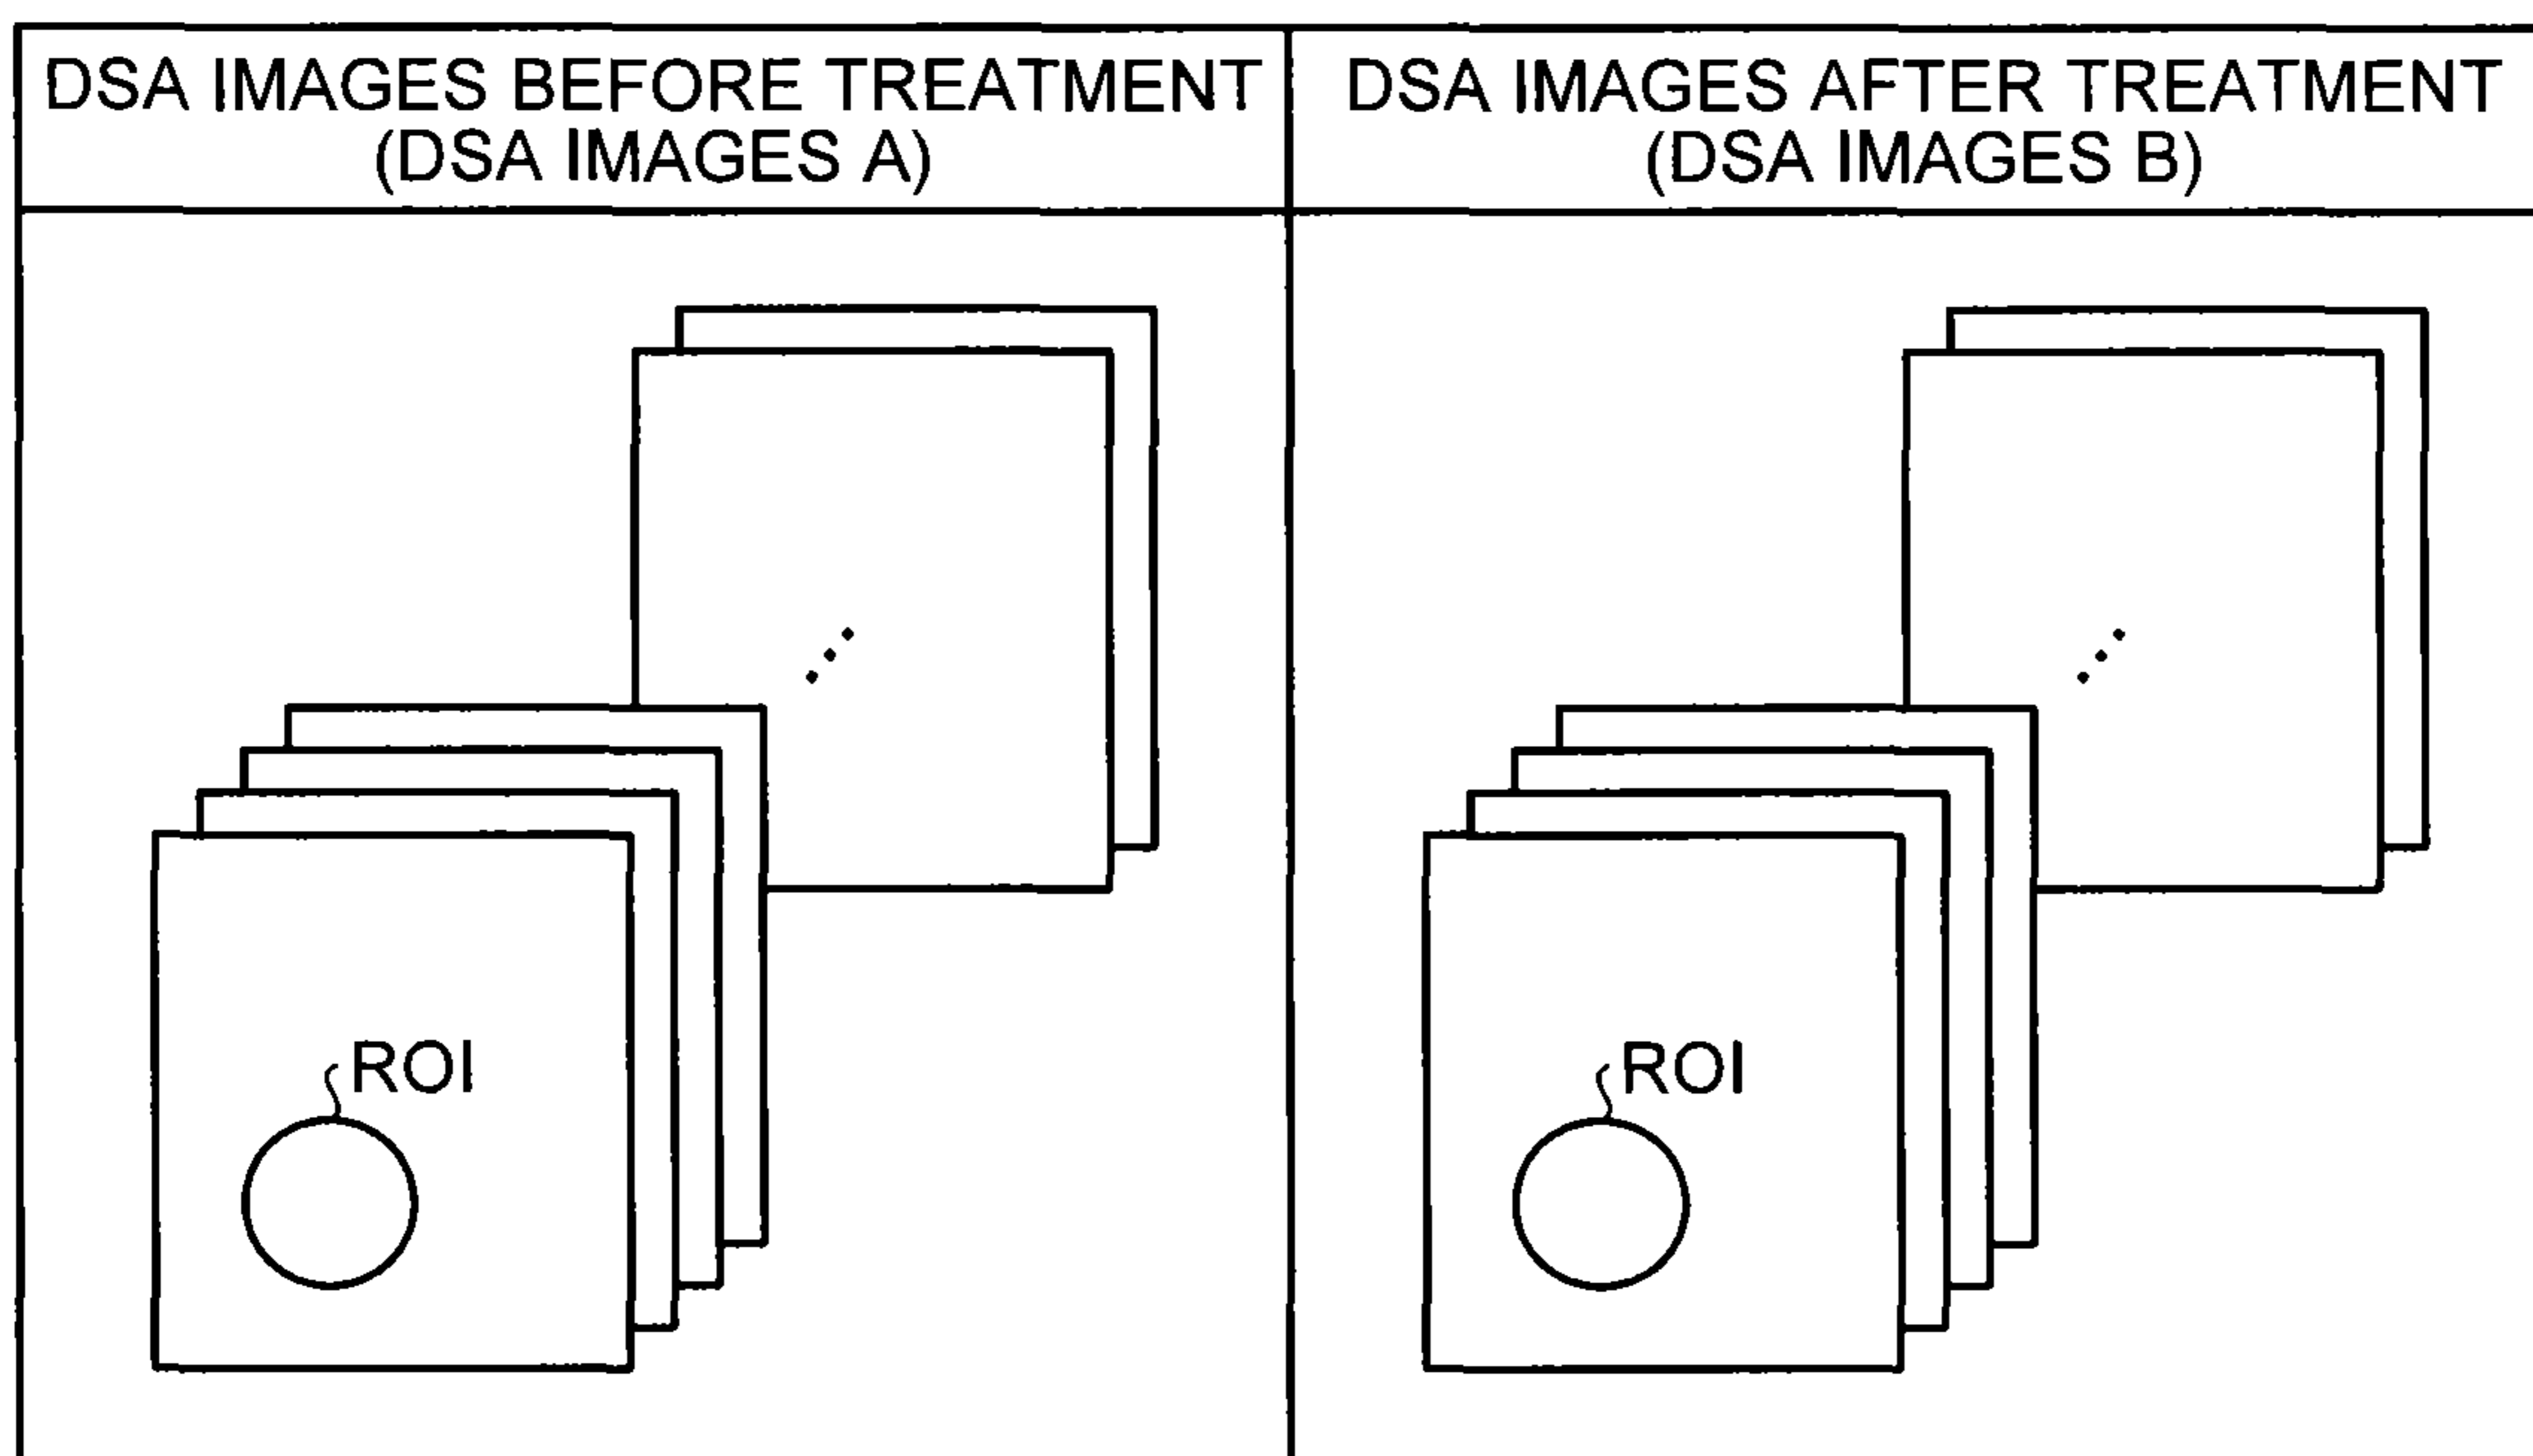 DSA IMAGES BEFORE TREATMENT
(DSA IMAGES A)
DSA IMAGES AFTER TREATMENT
(DSA IMAGES B)
ROI
ROI